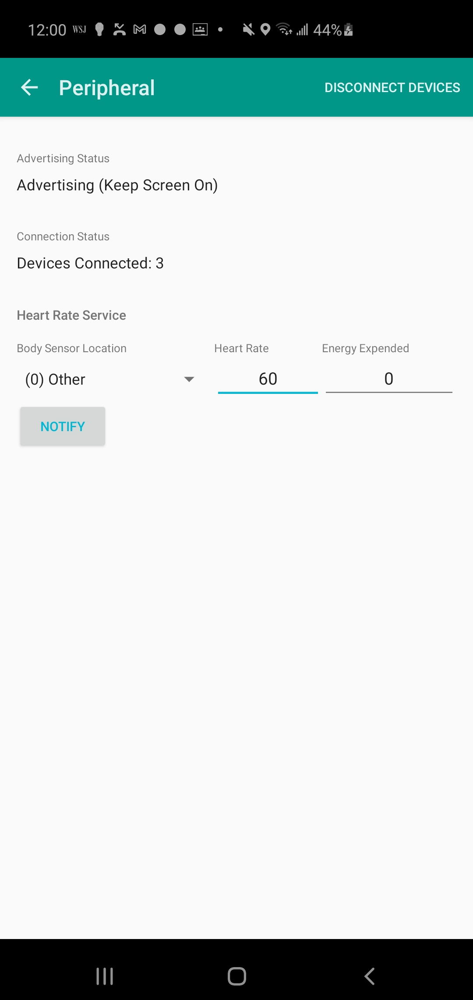 12:00 WSJ 44%
Peripheral DISCONNECT DEVICES
Advertising Status
Advertising (Keep Screen On)
Connection Status
Devices Connected: 3
Heart Rate Service
Body Sensor Location Heart Rate Energy Expended
(0) Other 60 0
NOTIFY